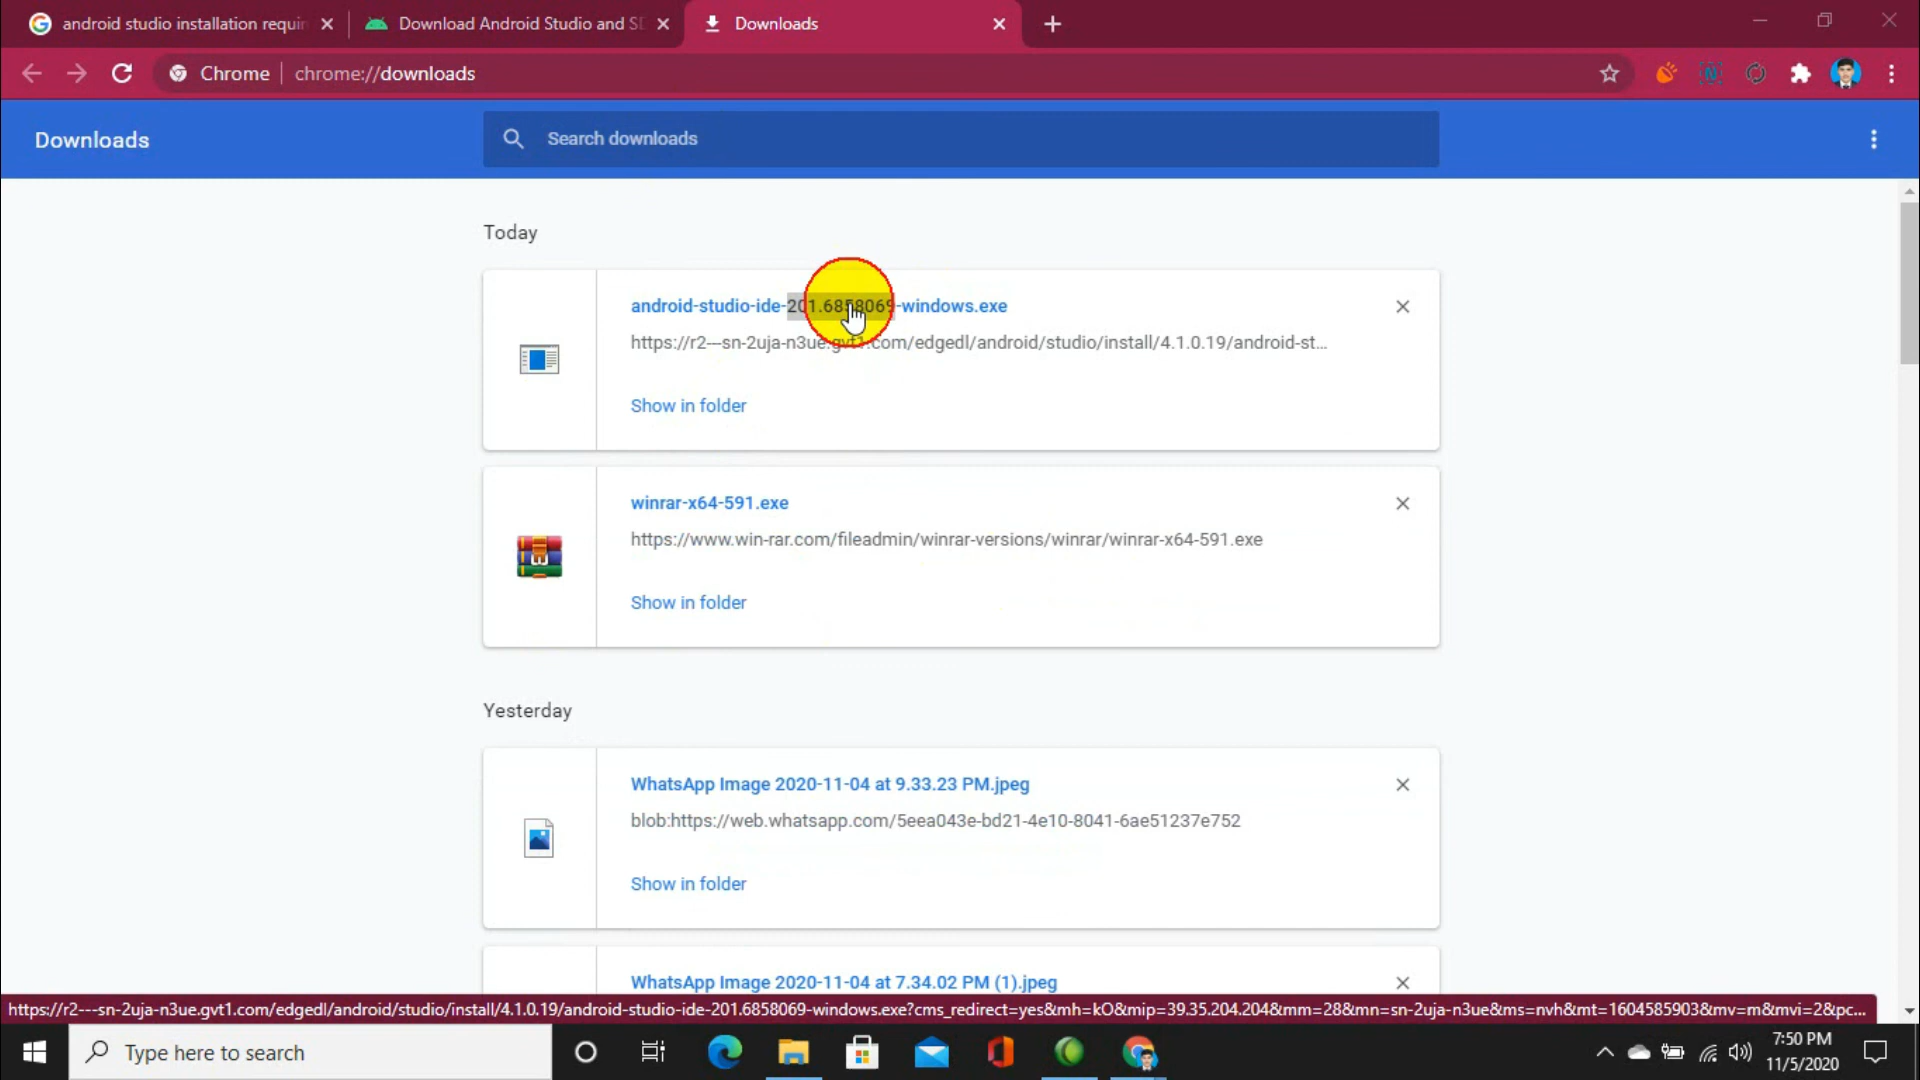 android studio installation requir
Download Android Studio and SD
Downloads
Chrome
chrome://downloads
Downloads
Search downloads
Today
android-studio-ide-201.6858069-windows.exe
https://r2---sn-2uja-n3ue.gvt1.com/edgedl/android/studio/install/4.1.0.19/android-st...
Show in folder
winrar-x64-591.exe
https://www.win-rar.com/fileadmin/winrar-versions/winrar/winrar-x64-591.exe
Show in folder
Yesterday
WhatsApp Image 2020-11-04 at 9.33.23 PM.jpeg
blob:https://web.whatsapp.com/5eea043e-bd21-4e10-8041-6ae51237e752
Show in folder
WhatsApp Image 2020-11-04 at 7.34.02 PM (1).jpeg
https://r2---sn-2uja-n3ue.gvt1.com/edgedl/android/studio/install/4.1.0.19/android-studio-ide-201.6858069-windows.exe?cms_redirect=yes&mh=kO&mip=39.35.204.204&mm=28&mn=sn-2uja-n3ue&ms=nvh&mt=1604585903&mv=m&mvi=2&pc...
Type here to search
7:50 PM
11/5/2020